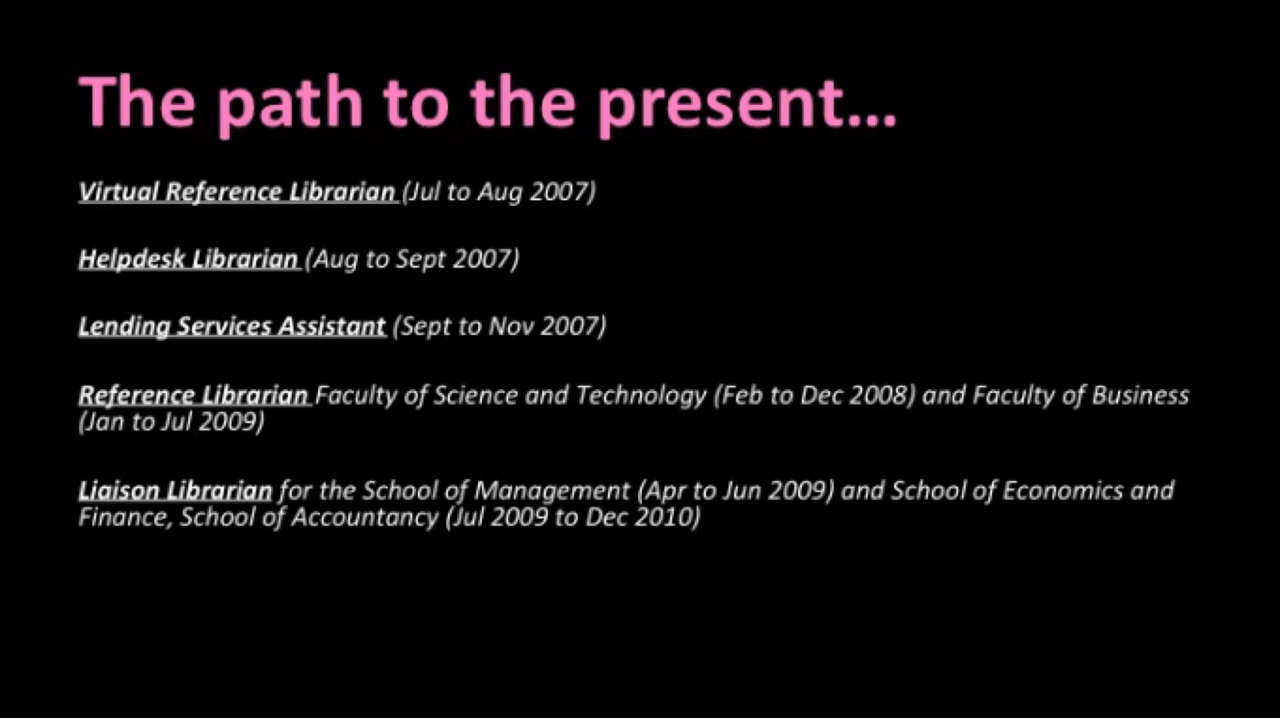 The path to the present...
Virtual Reference Librarian (Jul to Aug 2007)
Helpdesk Librarian (Aug to Sept 2007)
Lending Services Assistant (Sept to Nov 2007)
Reference Librarian Faculty of Science and Technology (Feb to Dec 2008) and Faculty of Business
(Jan to Jul 2009)
Liaison Librarian for the School of Management (Apr to Jun 2009) and School of Economics and
Finance, School of Accountancy (Jul 2009 to Dec 2010)